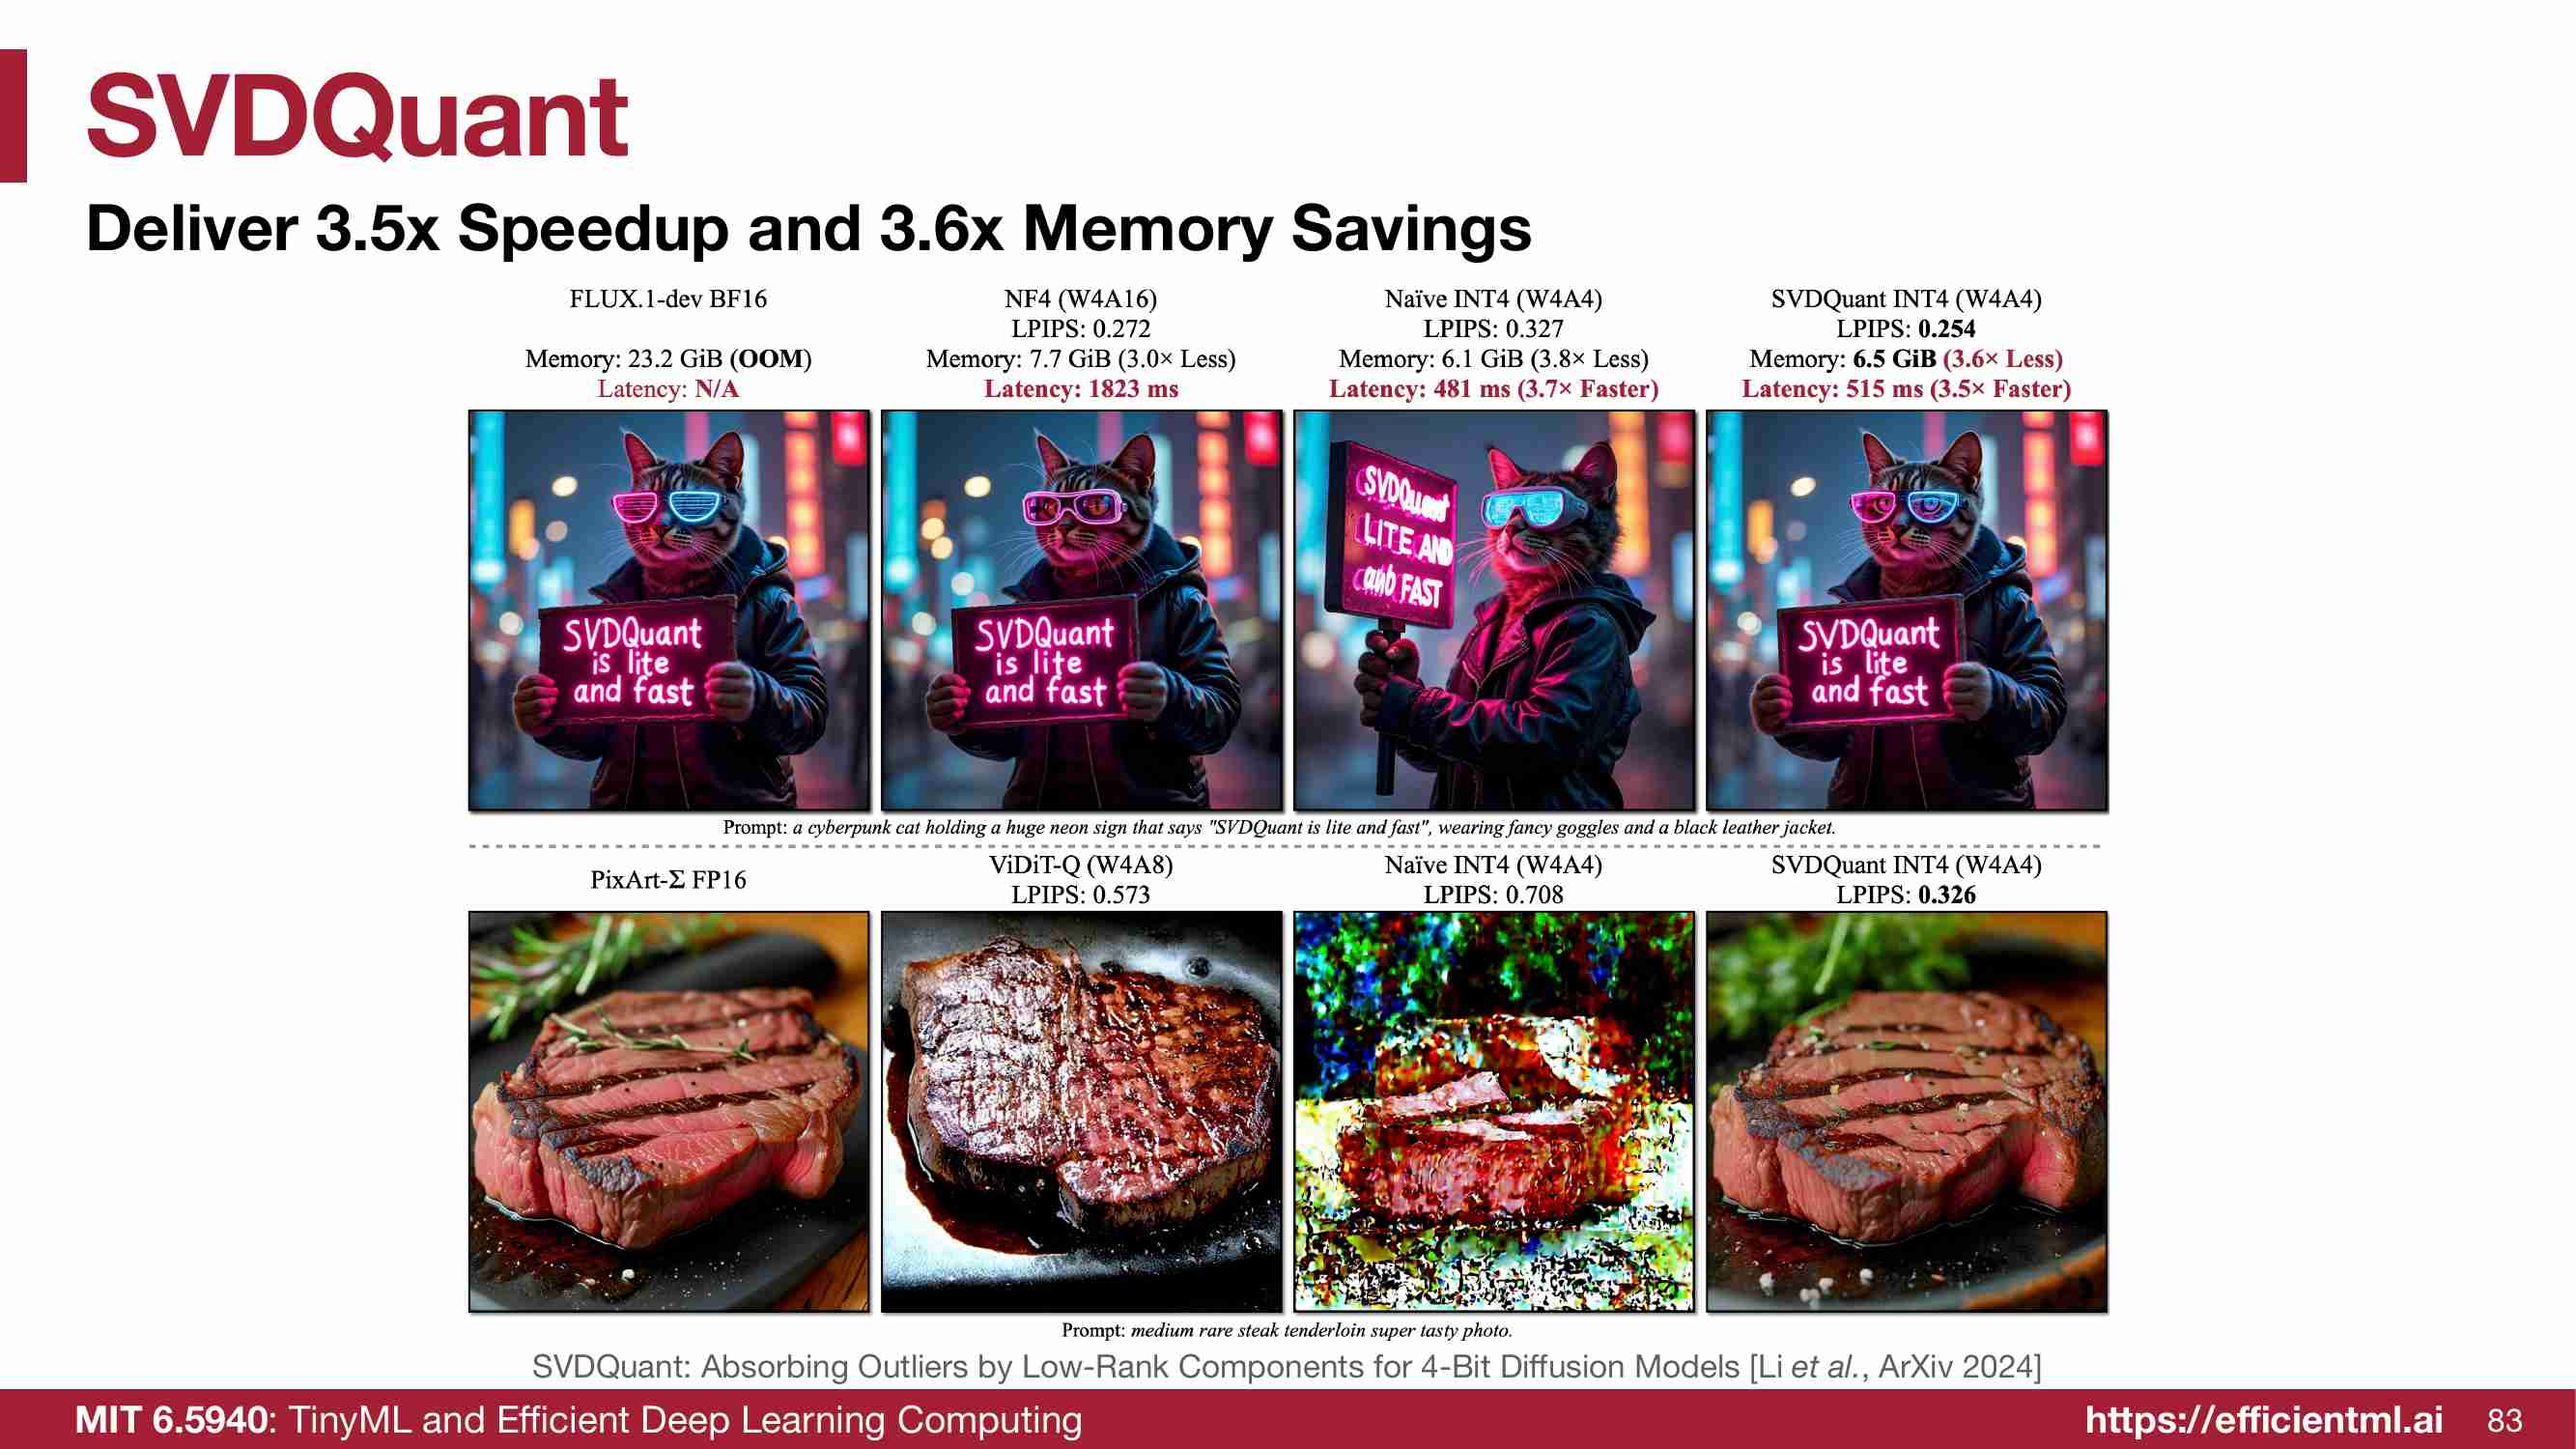 SVDQuant
Deliver 3.5x Speedup and 3.6x Memory Savings
FLUX.1-dev BF16
Memory: 23.2 GiB (OOM)
Latency: N/A
NF4 (W4A16)
LPIPS: 0.272
Memory: 7.7 GiB (3.0× Less)
Latency: 1823 ms
Naïve INT4 (W4A4)
LPIPS: 0.327
Memory: 6.1 GiB (3.8× Less)
Latency: 481 ms (3.7× Faster)
SVDQuant INT4 (W4A4)
LPIPS: 0.254
Memory: 6.5 GiB (3.6× Less)
Latency: 515 ms (3.5× Faster)
SVDQuant
is lite
and fast
SVDQuant
is lite
and fast
SVDQuant
LITE AND
anb FAST
SVDQuant
is lite
and fast
Prompt: a cyberpunk cat holding a huge neon sign that says "SVDQuant is lite and fast", wearing fancy goggles and a black leather jacket.
PixArt-Σ FP16
ViDiT-Q (W4A8)
LPIPS: 0.573
Naïve INT4 (W4A4)
LPIPS: 0.708
SVDQuant INT4 (W4A4)
LPIPS: 0.326
Prompt: medium rare steak tenderloin super tasty photo.
SVDQuant: Absorbing Outliers by Low-Rank Components for 4-Bit Diffusion Models [Li et al., ArXiv 2024]
MIT 6.5940: TinyML and Efficient Deep Learning Computing
https://efficientml.ai
83